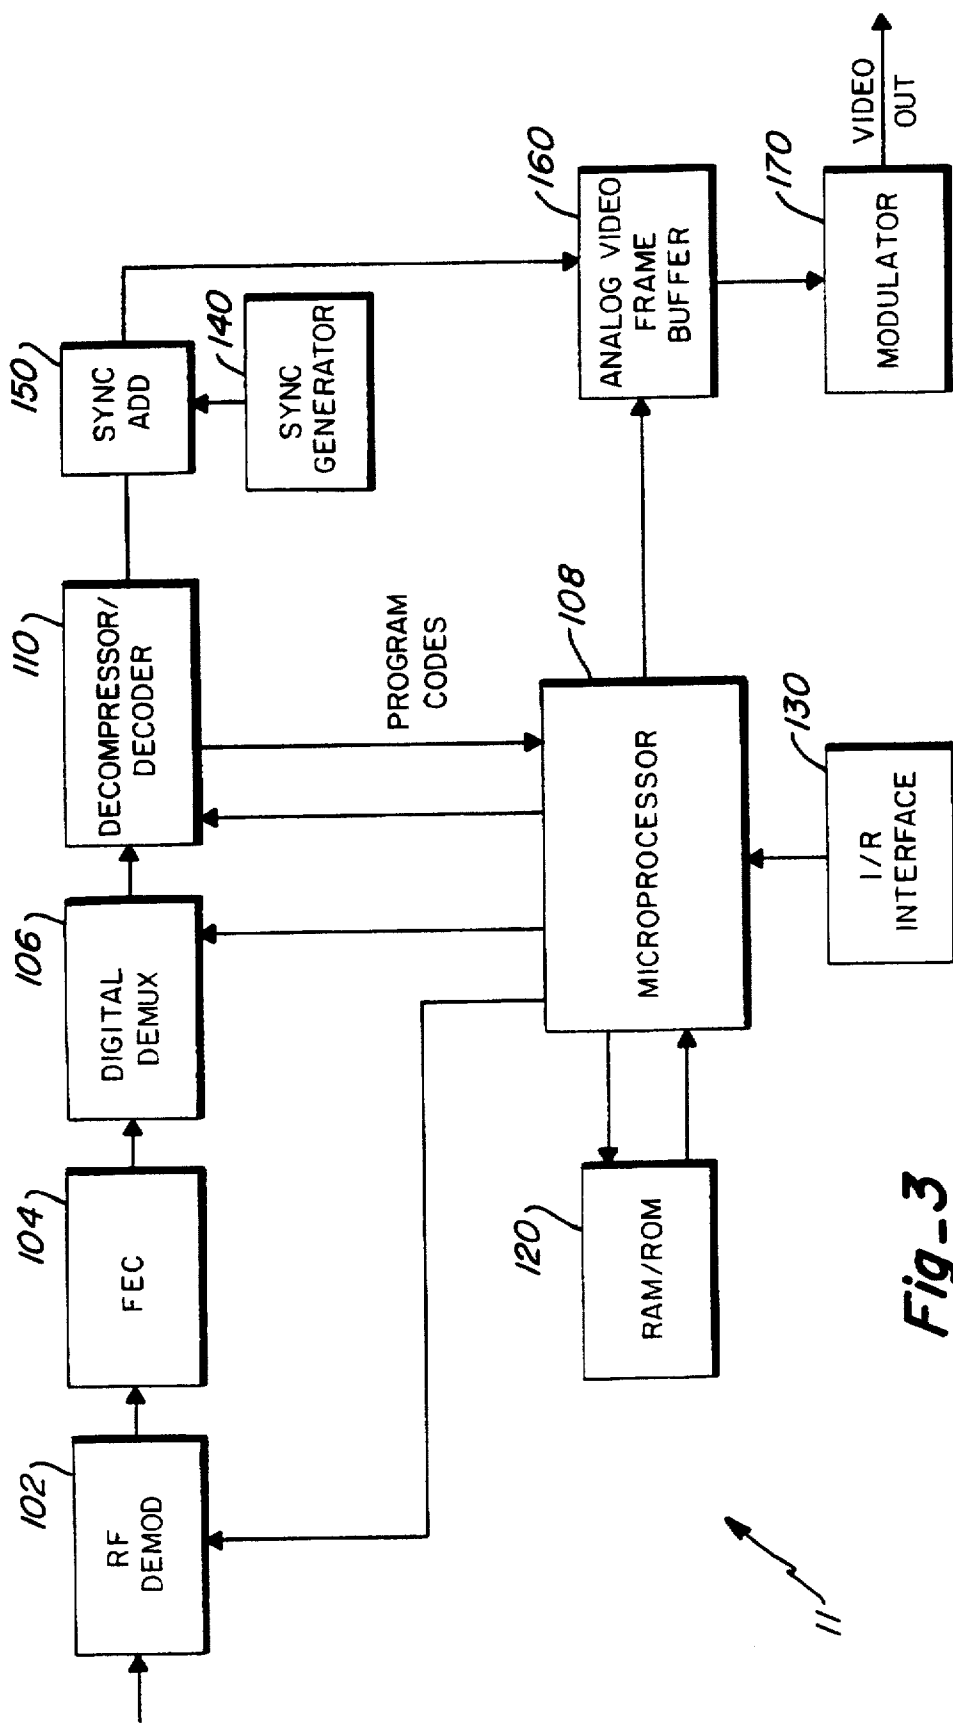 102
RF
DEMOD
104
FEC
106
DIGITAL
DEMUX
110
DECOMPRESSOR/
DECODER
150
SYNC
ADD
140
SYNC
GENERATOR
PROGRAM
CODES
120
RAM/ROM
108
MICROPROCESSOR
160
ANALOG VIDEO
FRAME
BUFFER
130
I/R
INTERFACE
170
MODULATOR
VIDEO
OUT
11
Fig_3